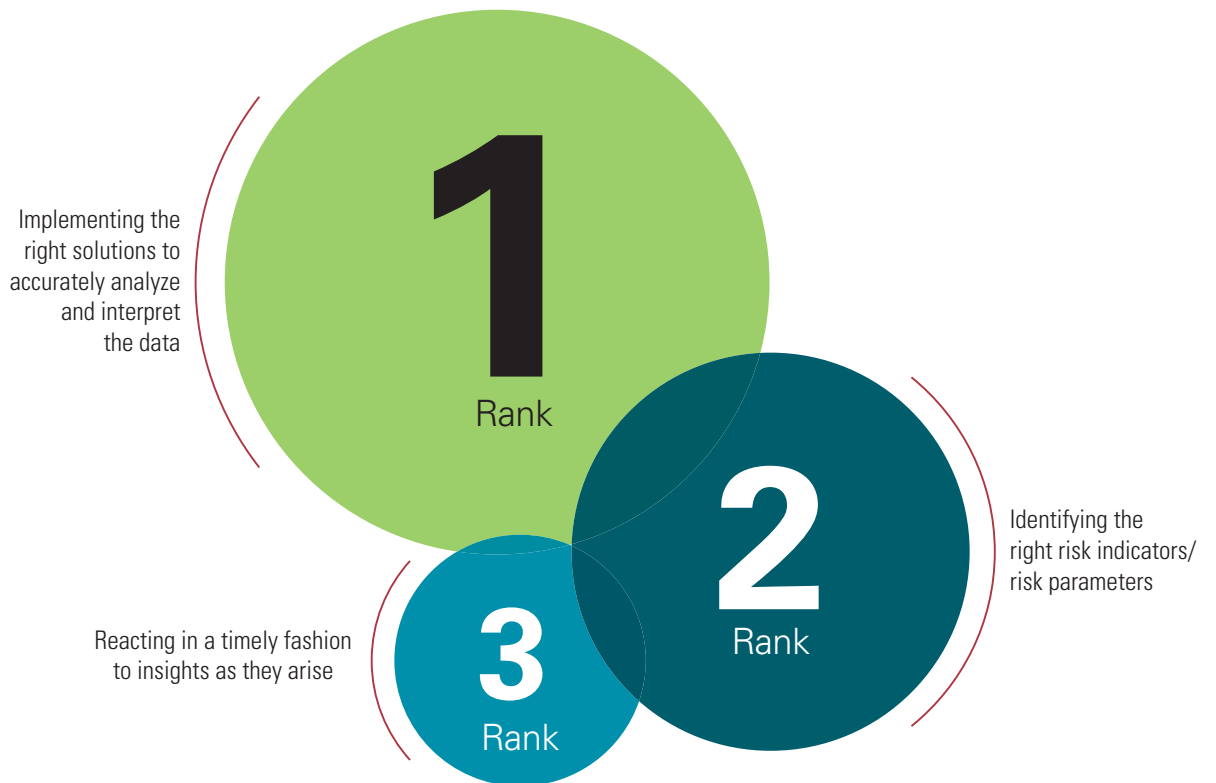 1
Rank
Implementing the
right solutions to
accurately analyze
and interpret
the data
2
Rank
Identifying the
right risk indicators/
risk parameters
3
Rank
Reacting in a timely fashion
to insights as they arise